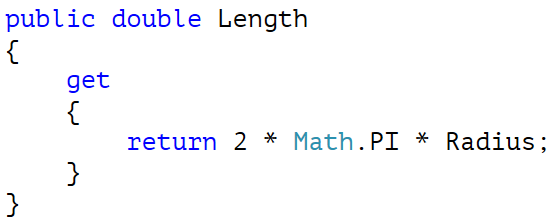 public double Length
{
    get
    {
        return 2 * Math.PI * Radius;
    }
}